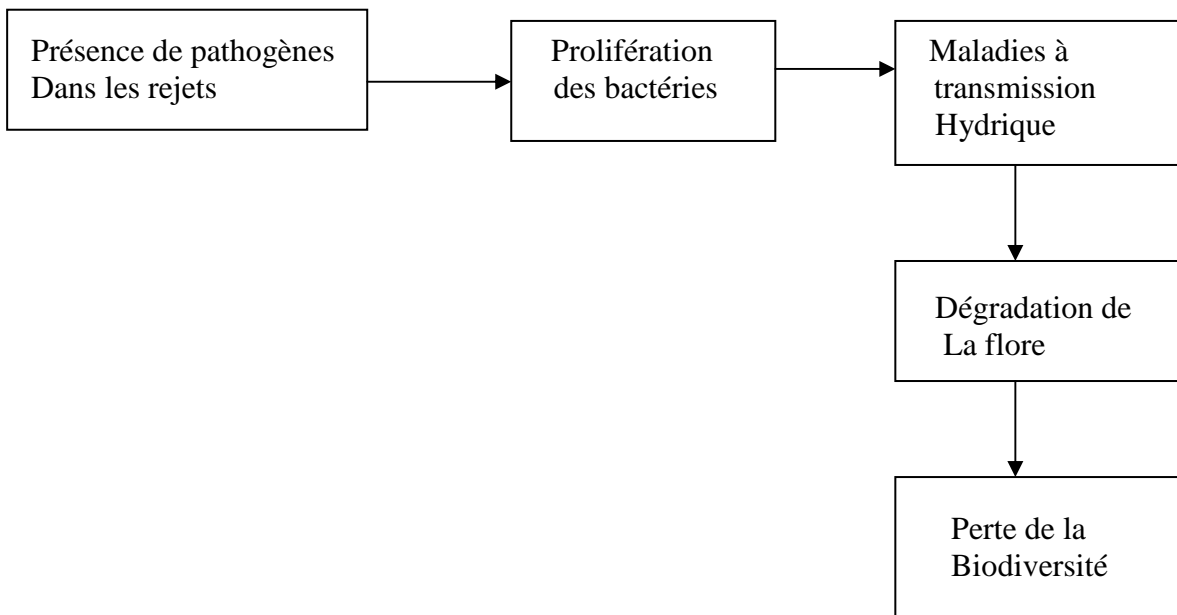 Présence de pathogènes
Dans les rejets
Prolifération
des bactéries
Maladies à
transmission
Hydrique
Dégradation de
La flore
Perte de la
Biodiversité